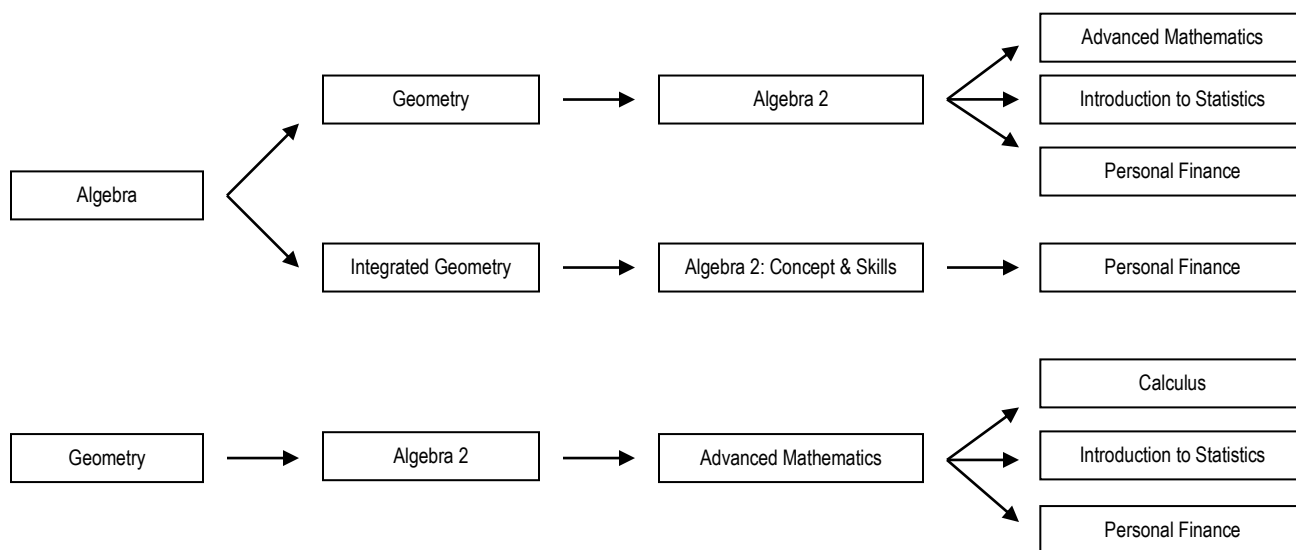 Advanced Mathematics
Geometry
Algebra 2
Introduction to Statistics
Personal Finance
Algebra
Integrated Geometry
Algebra 2: Concept & Skills
Personal Finance
Calculus
Geometry
Algebra 2
Advanced Mathematics
Introduction to Statistics
Personal Finance